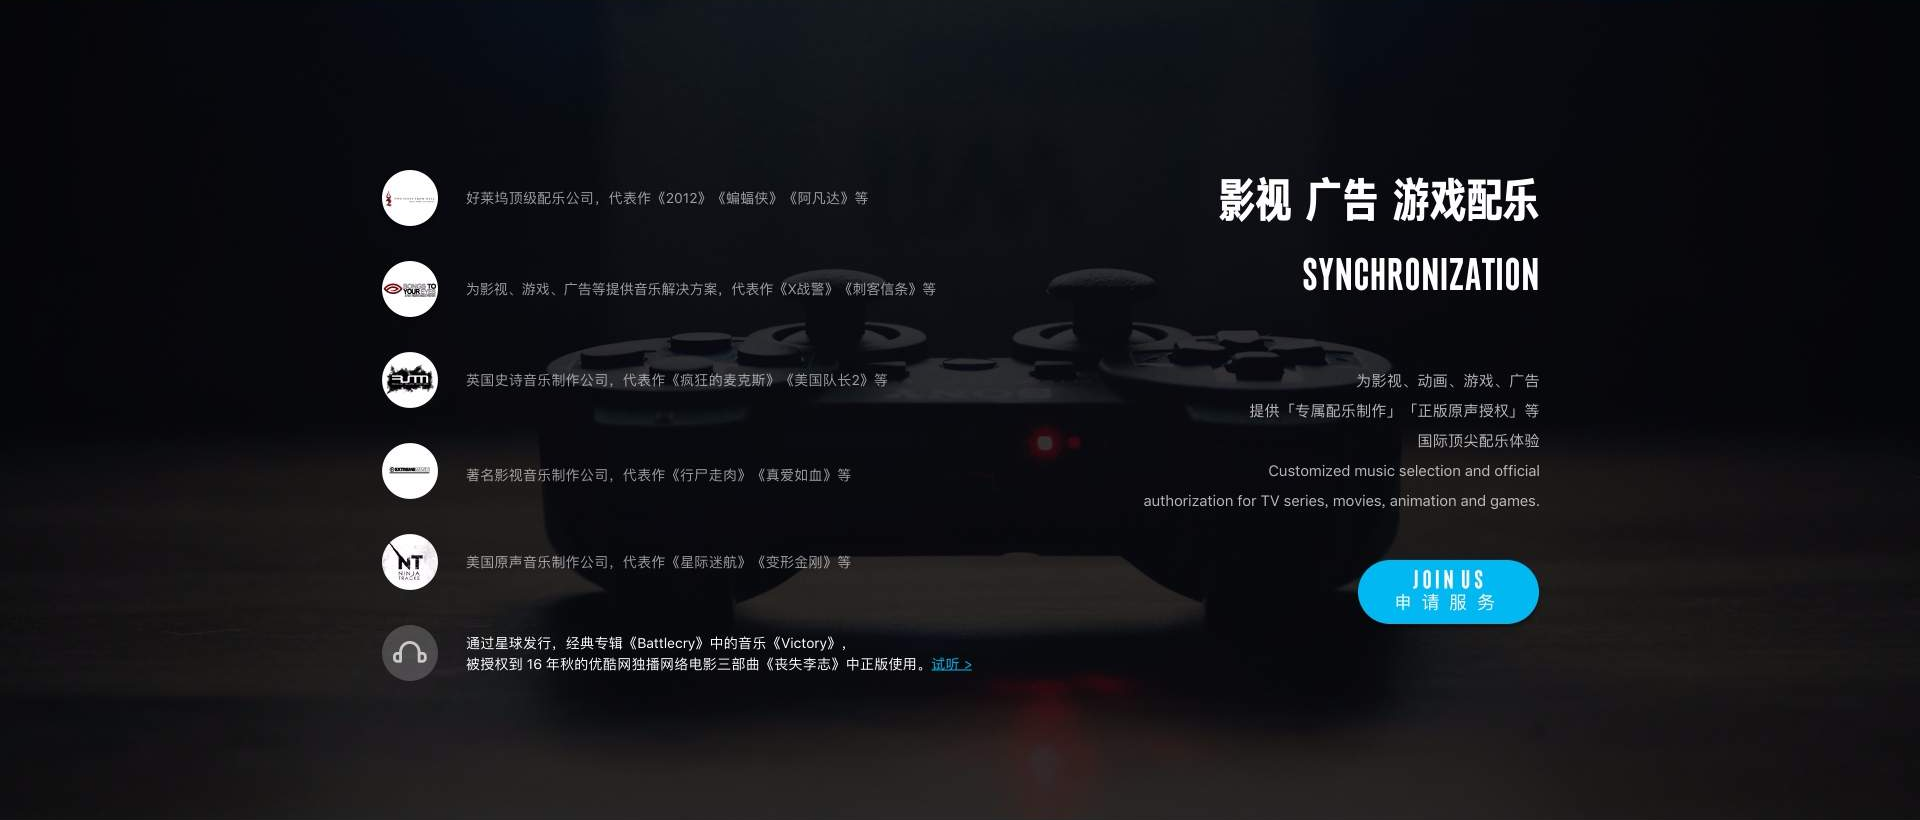 好莱坞顶级配乐公司，代表作《2012》《蝙蝠侠》《阿凡达》等
SONGS TO
YOUR EYES
为影视、游戏、广告等提供音乐解决方案，代表作《X战警》《刺客信条》等
英国史诗音乐制作公司，代表作《疯狂的麦克斯》《美国队长2》等
EXTREME MUSIC
著名影视音乐制作公司，代表作《行尸走肉》《真爱如血》等
NT
NINJA
TRACKS
美国原声音乐制作公司，代表作《星际迷航》《变形金刚》等
通过星球发行，经典专辑《Battlecry》中的音乐《Victory》，
被授权到 16 年秋的优酷网独播网络电影三部曲《丧失李志》中正版使用。试听 >
影视 广告 游戏配乐
SYNCHRONIZATION
为影视、动画、游戏、广告
提供「专属配乐制作」「正版原声授权」等
国际顶尖配乐体验
Customized music selection and official
authorization for TV series, movies, animation and games.
JOIN US
申请服务